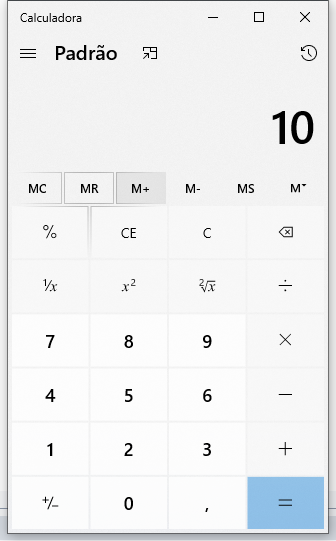 Calculadora
Padrão
10
MC MR M+ M- MS M˅
% CE C
¹/x x² ²√x ÷
7 8 9 ×
4 5 6 −
1 2 3 +
+/− 0 , =